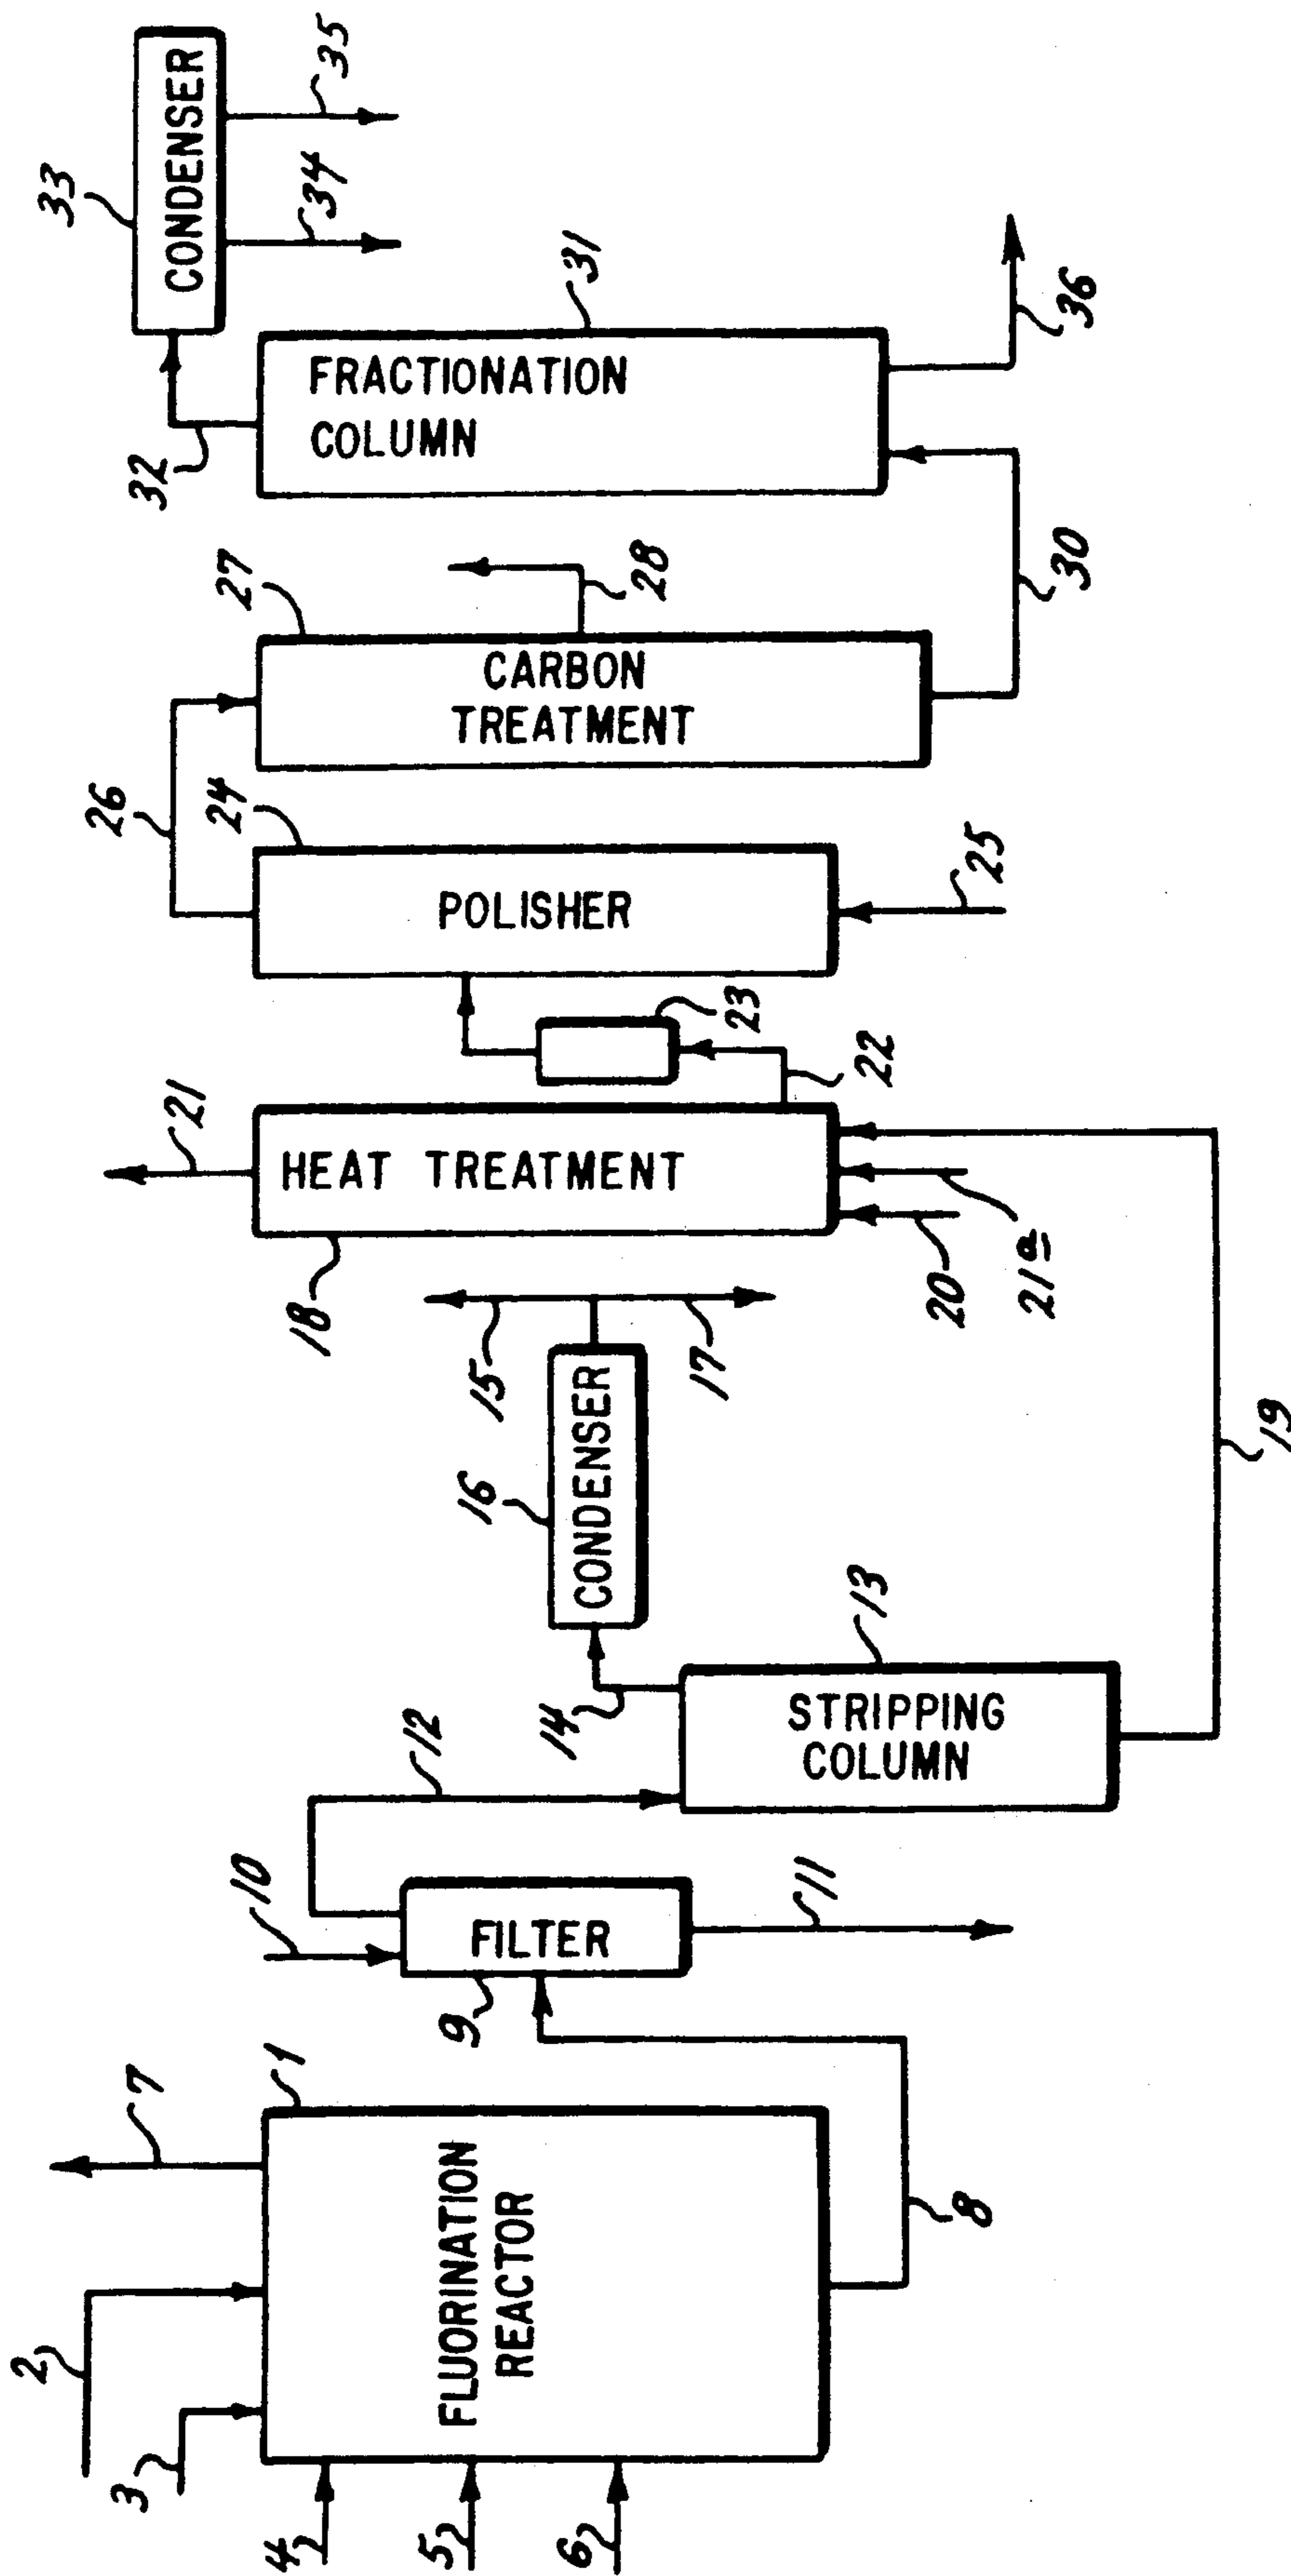 2
3
4
5
6
7
1
FLUORINATION
REACTOR
8
9
FILTER
10
11
12
13
STRIPPING
COLUMN
14
16
CONDENSER
15
17
18
HEAT TREATMENT
19
20
21a
21
22
23
24
POLISHER
25
26
27
CARBON
TREATMENT
28
30
31
FRACTIONATION
COLUMN
32
33
CONDENSER
34
35
36